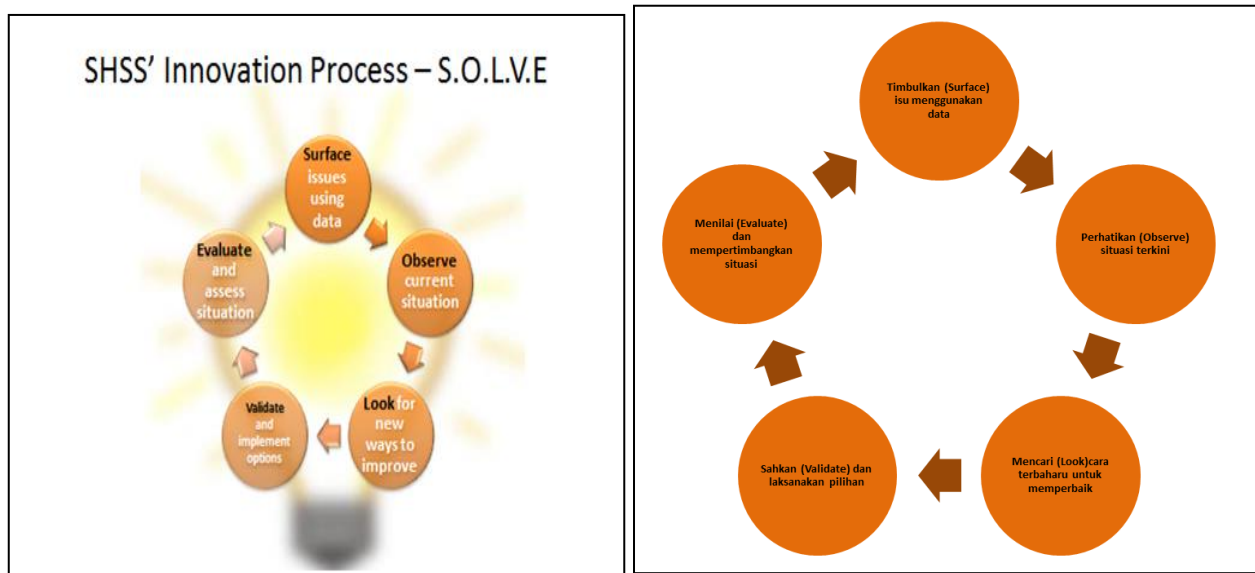 SHSS’ Innovation Process – S.O.L.V.E
Surface
issues
using
data
Observe
current
situation
Look for
new
ways to
improve
Validate
and
implement
options
Evaluate
and
assess
situation
Timbulkan (Surface)
isu menggunakan
data
Perhatikan (Observe)
situasi terkini
Mencari (Look)cara
terbaharu untuk
memperbaik
Sahkan (Validate) dan
laksanakan pilihan
Menilai (Evaluate)
dan
mempertimbangkan
situasi